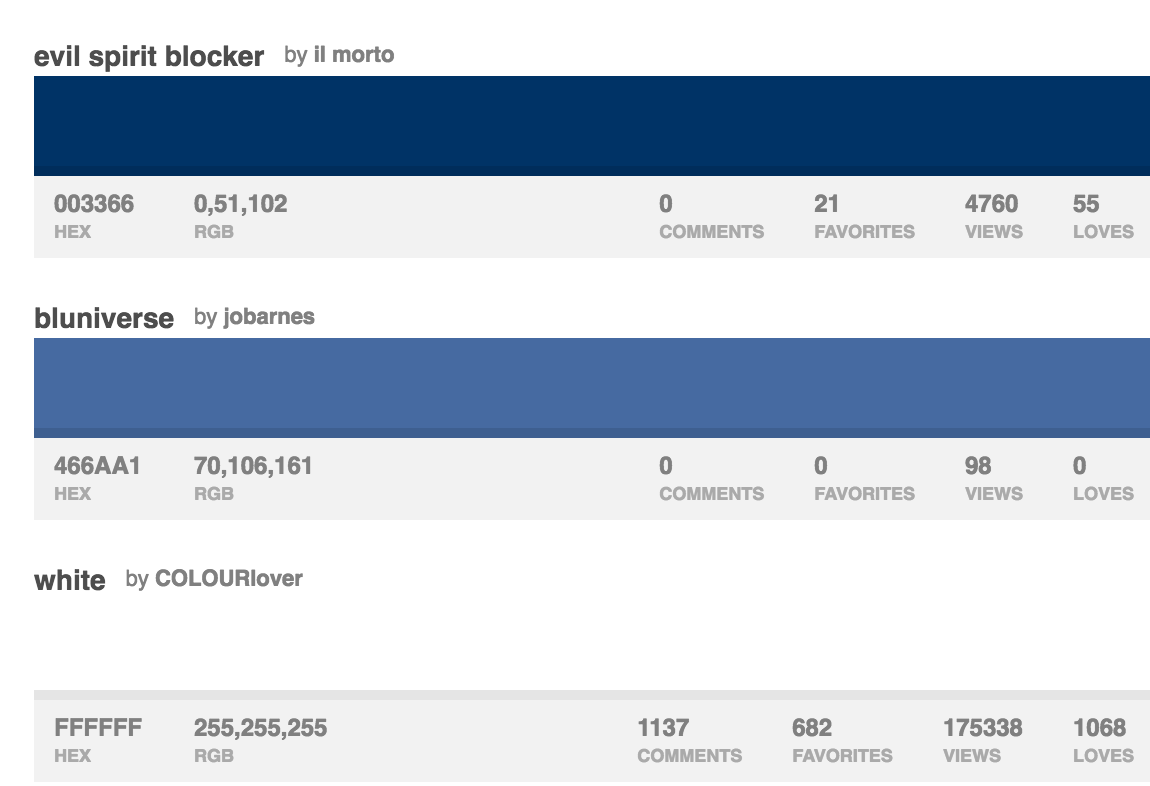 evil spirit blocker by il morto
003366 0,51,102 0 21 4760 55
HEX RGB COMMENTS FAVORITES VIEWS LOVES
bluniverse by jobarnes
466AA1 70,106,161 0 0 98 0
HEX RGB COMMENTS FAVORITES VIEWS LOVES
white by COLOURlover
FFFFFF 255,255,255 1137 682 175338 1068
HEX RGB COMMENTS FAVORITES VIEWS LOVES